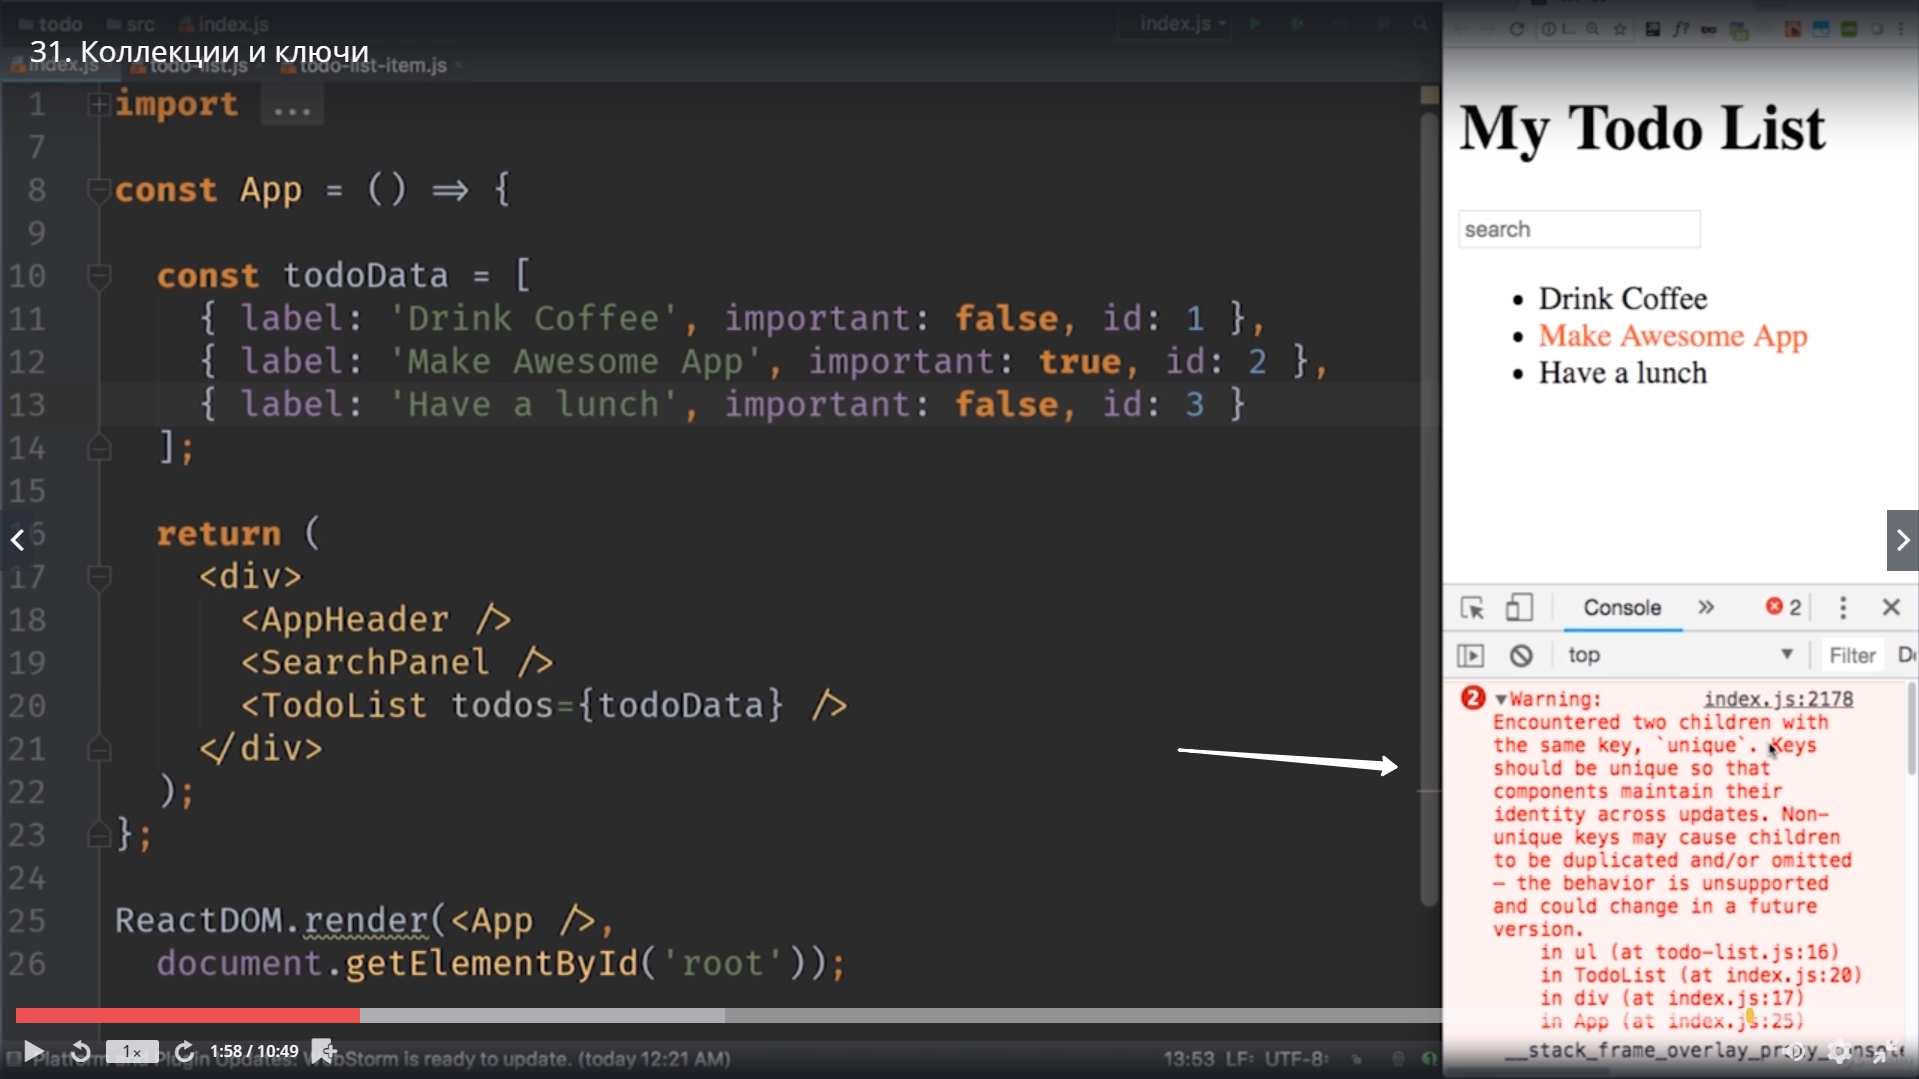 todo src index.js
index.js
31. Коллекции и ключи
index.js todo-list.js todo-list-item.js
1 import ...
7
8 const App = () => {
9
10 const todoData = [
11 { label: 'Drink Coffee', important: false, id: 1 },
12 { label: 'Make Awesome App', important: true, id: 2 },
13 { label: 'Have a lunch', important: false, id: 3 }
14 ];
15
16 return (
17 <div>
18 <AppHeader />
19 <SearchPanel />
20 <TodoList todos={todoData} />
21 </div>
22 );
23 };
24
25 ReactDOM.render(<App />,
26 document.getElementById('root'));
1× 1:58 / 10:49
Platform and Plugin Updates: WebStorm is ready to update. (today 12:21 AM)
13:53 LF: UTF-8:
f?
My Todo List
search
• Drink Coffee
• Make Awesome App
• Have a lunch
Console » 2
top Filter
2 Warning: index.js:2178
Encountered two children with
the same key, `unique`. Keys
should be unique so that
components maintain their
identity across updates. Non-
unique keys may cause children
to be duplicated and/or omitted
— the behavior is unsupported
and could change in a future
version.
in ul (at todo-list.js:16)
in TodoList (at index.js:20)
in div (at index.js:17)
in App (at index.js:25)